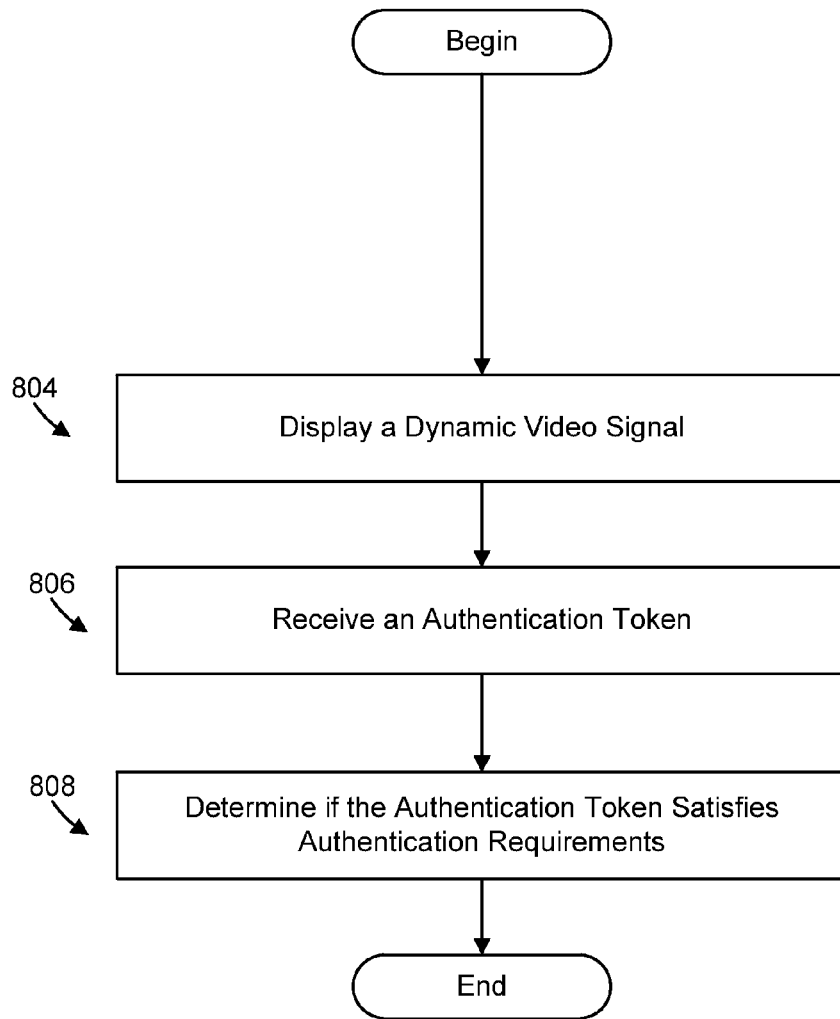 Begin
804
Display a Dynamic Video Signal
806
Receive an Authentication Token
808
Determine if the Authentication Token Satisfies
Authentication Requirements
End